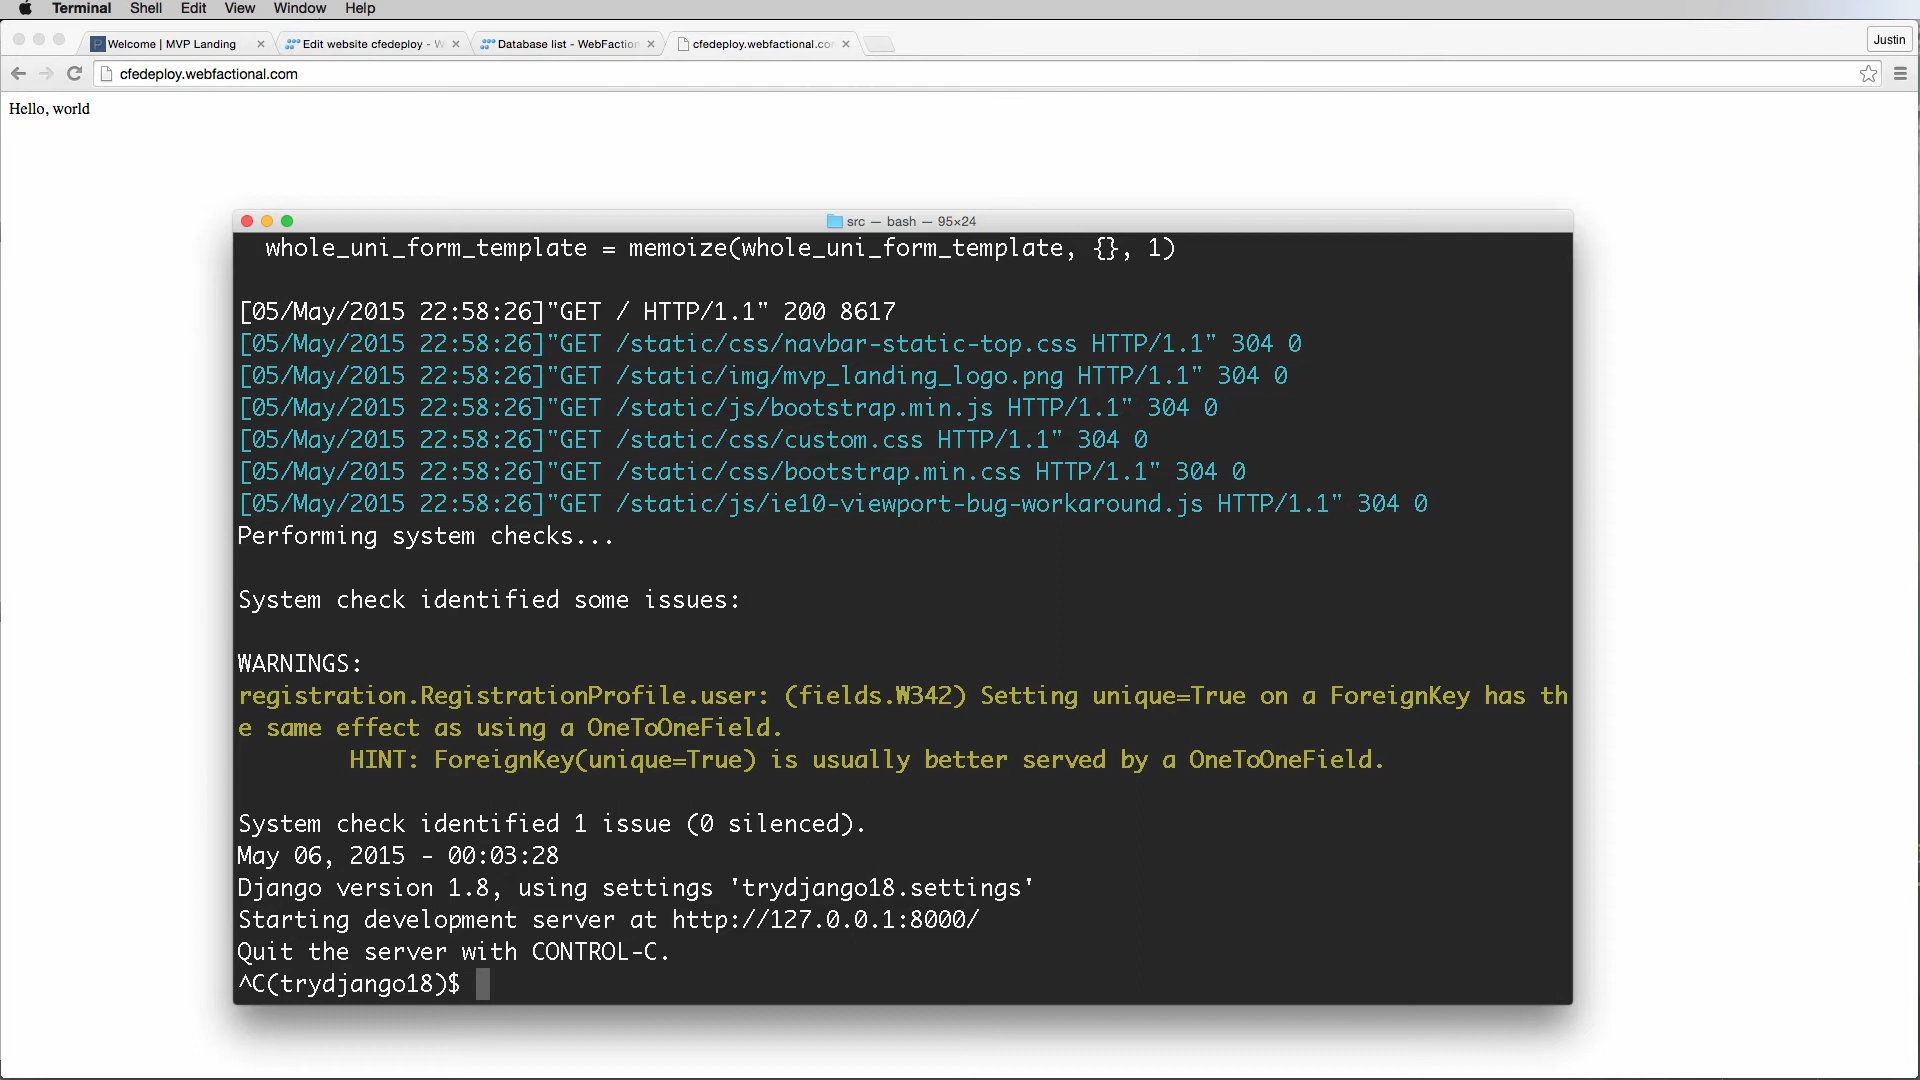 Terminal Shell Edit View Window Help
Welcome | MVP Landing
Edit website cfedeploy - W
Database list - WebFaction
cfedeploy.webfactional.co
Justin
cfedeploy.webfactional.com
Hello, world
src — bash — 95×24
whole_uni_form_template = memoize(whole_uni_form_template, {}, 1)
[05/May/2015 22:58:26]"GET / HTTP/1.1" 200 8617
[05/May/2015 22:58:26]"GET /static/css/navbar-static-top.css HTTP/1.1" 304 0
[05/May/2015 22:58:26]"GET /static/img/mvp_landing_logo.png HTTP/1.1" 304 0
[05/May/2015 22:58:26]"GET /static/js/bootstrap.min.js HTTP/1.1" 304 0
[05/May/2015 22:58:26]"GET /static/css/custom.css HTTP/1.1" 304 0
[05/May/2015 22:58:26]"GET /static/css/bootstrap.min.css HTTP/1.1" 304 0
[05/May/2015 22:58:26]"GET /static/js/ie10-viewport-bug-workaround.js HTTP/1.1" 304 0
Performing system checks...
System check identified some issues:
WARNINGS:
registration.RegistrationProfile.user: (fields.W342) Setting unique=True on a ForeignKey has th
e same effect as using a OneToOneField.
HINT: ForeignKey(unique=True) is usually better served by a OneToOneField.
System check identified 1 issue (0 silenced).
May 06, 2015 - 00:03:28
Django version 1.8, using settings 'trydjango18.settings'
Starting development server at http://127.0.0.1:8000/
Quit the server with CONTROL-C.
^C(trydjango18)$